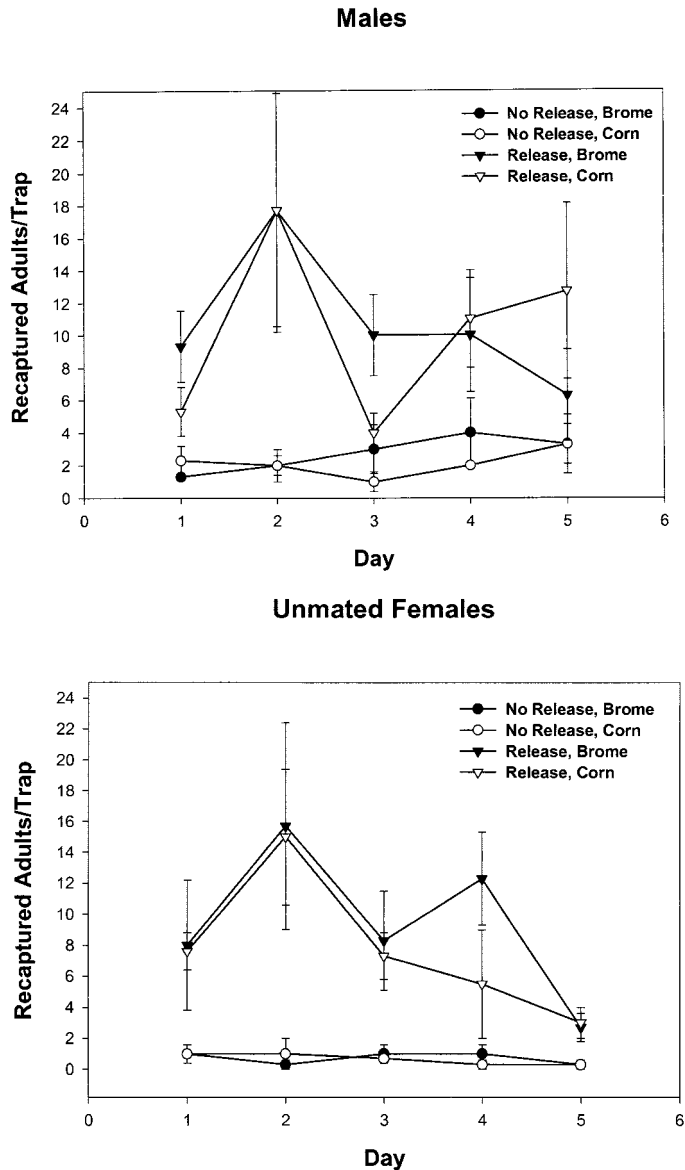 Males
24
22
20
18
16
14
12
10
8
6
4
2
0
Recaptured Adults/Trap
No Release, Brome
No Release, Corn
Release, Brome
Release, Corn
0 1 2 3 4 5 6
Day
Unmated Females
24
22
20
18
16
14
12
10
8
6
4
2
0
Recaptured Adults/Trap
No Release, Brome
No Release, Corn
Release, Brome
Release, Corn
0 1 2 3 4 5 6
Day